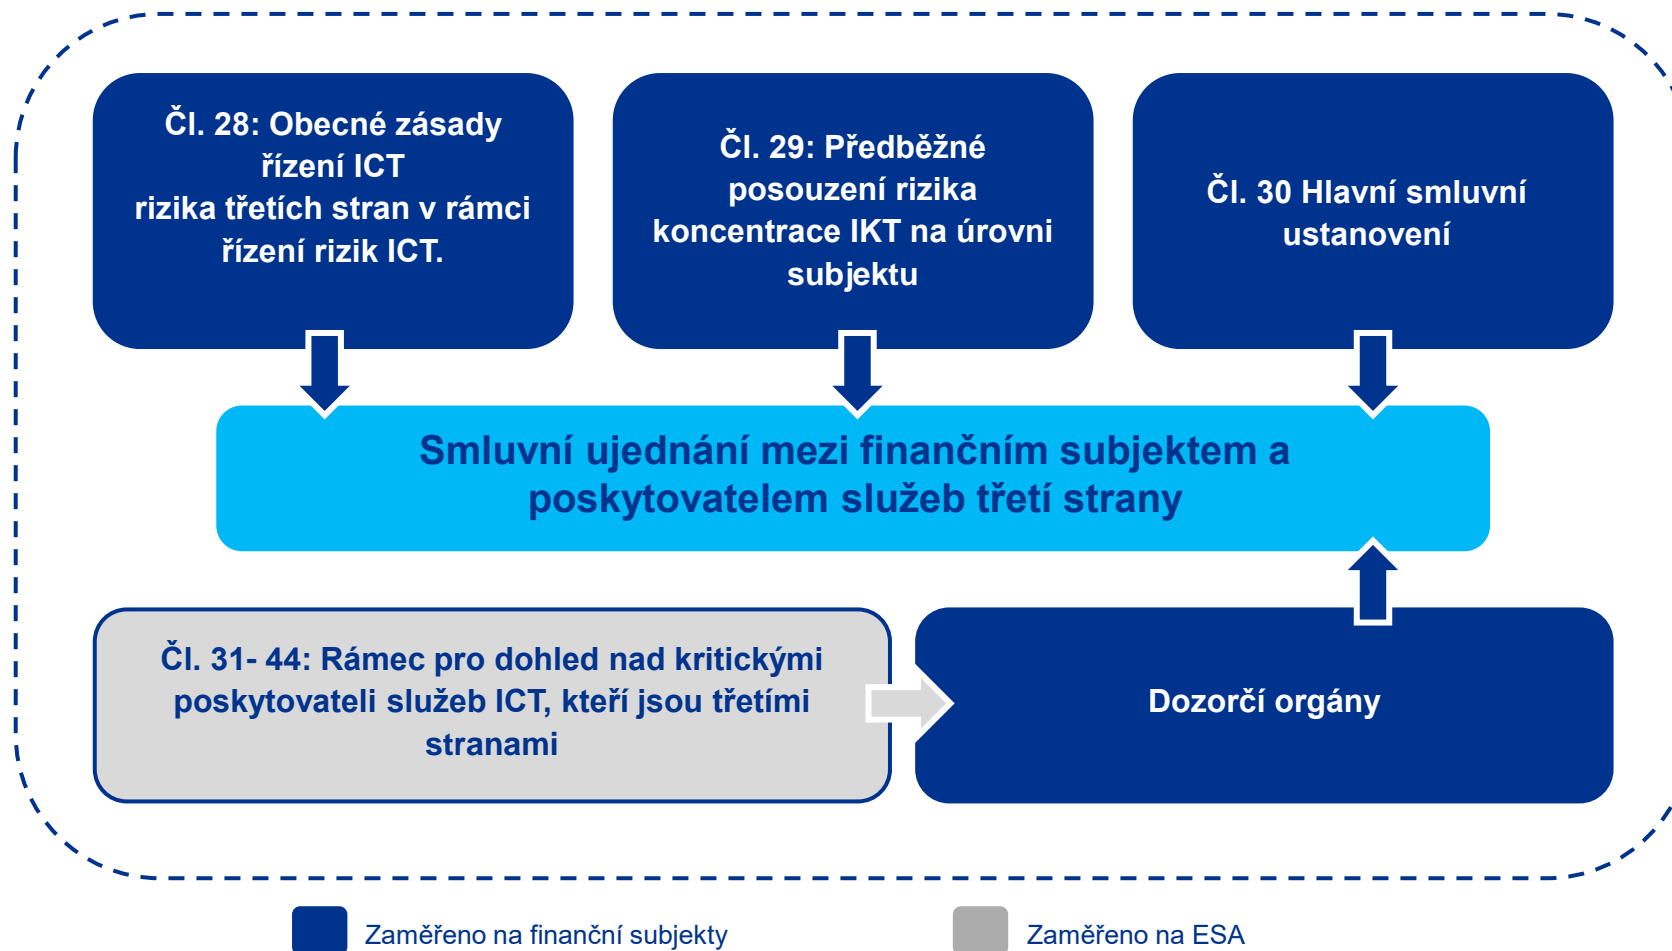 Čl. 28: Obecné zásady
řízení ICT
rizika třetích stran v rámci
řízení rizik ICT.
Čl. 29: Předběžné
posouzení rizika
koncentrace IKT na úrovni
subjektu
Čl. 30 Hlavní smluvní
ustanovení
Smluvní ujednání mezi finančním subjektem a
poskytovatelem služeb třetí strany
Čl. 31- 44: Rámec pro dohled nad kritickými
poskytovateli služeb ICT, kteří jsou třetími
stranami
Dozorčí orgány
Zaměřeno na finanční subjekty
Zaměřeno na ESA